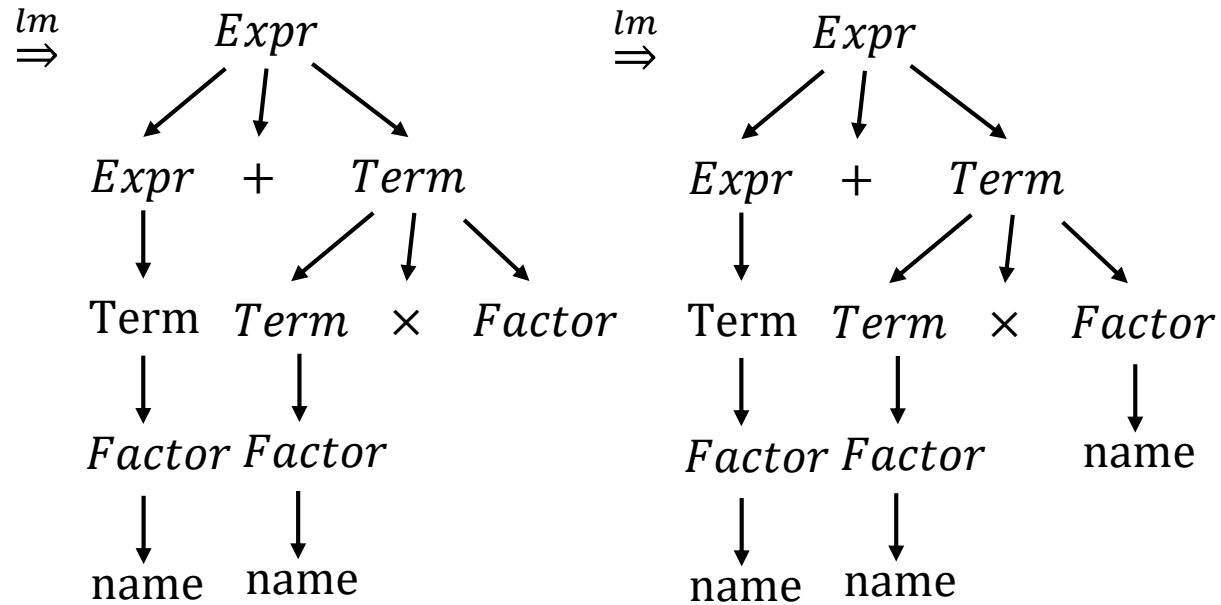 lm
⇒ Expr
Expr + Term
Term Term × Factor
Factor Factor
name name
lm
⇒ Expr
Expr + Term
Term Term × Factor
Factor Factor name
name name